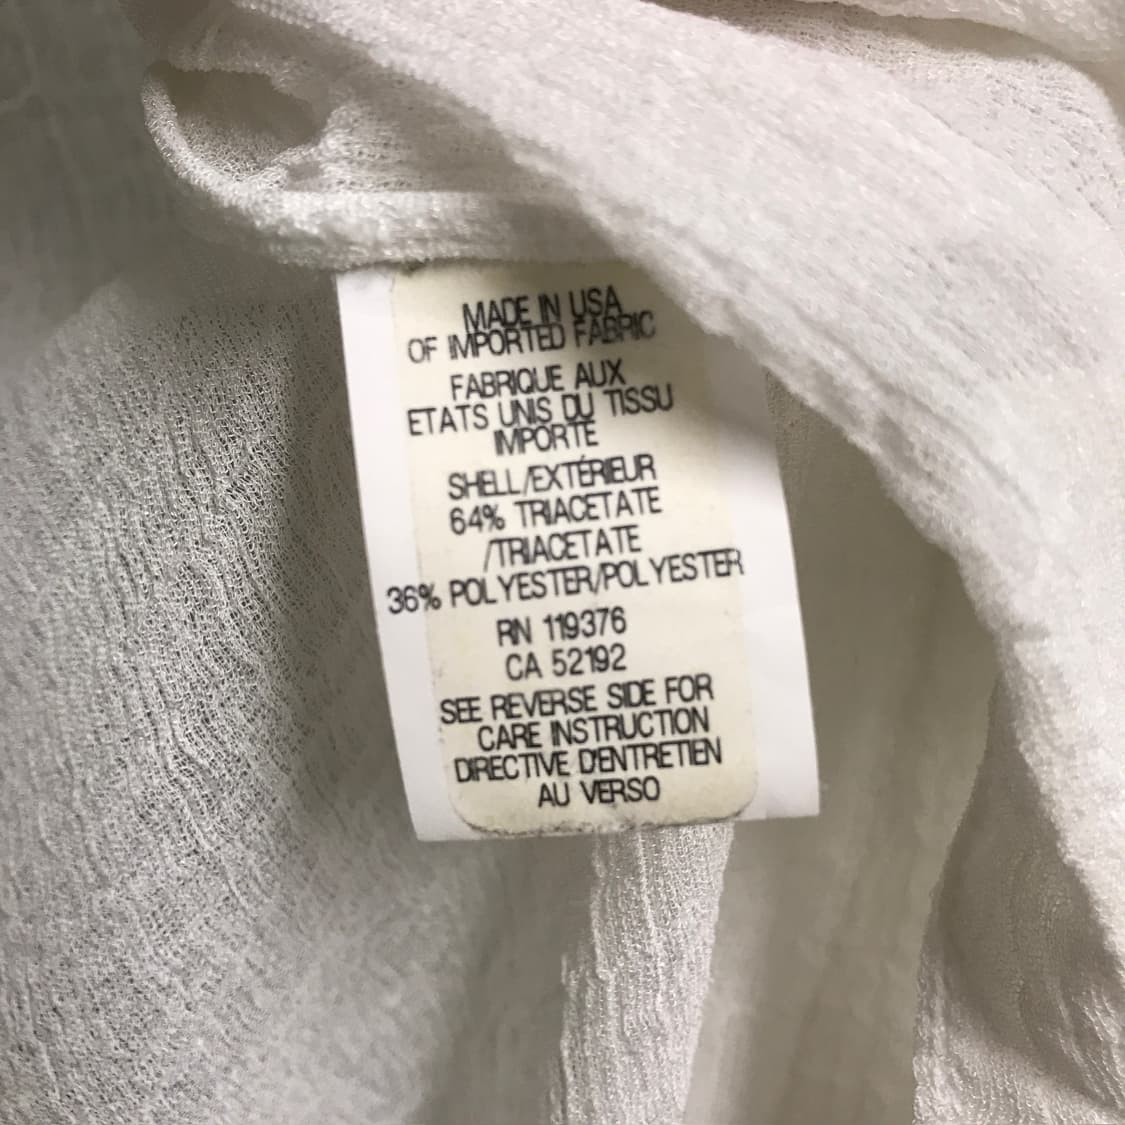 MADE IN USA
OF IMPORTED FABRIC
FABRIQUE AUX
ETATS UNIS DU TISSU
IMPORTE
SHELL/EXTÉRIEUR
64% TRIACETATE
/TRIACETATE
36% POLYESTER/POLYESTER
RN 119376
CA 52192
SEE REVERSE SIDE FOR
CARE INSTRUCTION
DIRECTIVE D'ENTRETIEN
AU VERSO